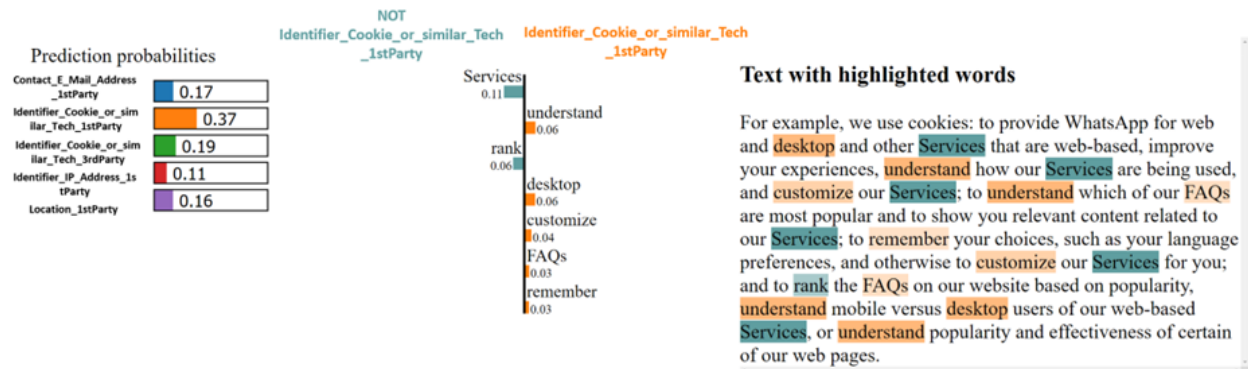 Prediction probabilities
Contact_E_Mail_Address
_1stParty
0.17
Identifier_Cookie_or_sim
ilar_Tech_1stParty
0.37
Identifier_Cookie_or_sim
ilar_Tech_3rdParty
0.19
Identifier_IP_Address_1s
tParty
0.11
Location_1stParty
0.16
NOT
Identifier_Cookie_or_similar_Tech
_1stParty
Identifier_Cookie_or_similar_Tech
_1stParty
Services
0.11
understand
0.06
rank
0.06
desktop
0.06
customize
0.04
FAQs
0.03
remember
0.03
Text with highlighted words
For example, we use cookies: to provide WhatsApp for web
and desktop and other Services that are web-based, improve
your experiences, understand how our Services are being used,
and customize our Services; to understand which of our FAQs
are most popular and to show you relevant content related to
our Services; to remember your choices, such as your language
preferences, and otherwise to customize our Services for you;
and to rank the FAQs on our website based on popularity,
understand mobile versus desktop users of our web-based
Services, or understand popularity and effectiveness of certain
of our web pages.